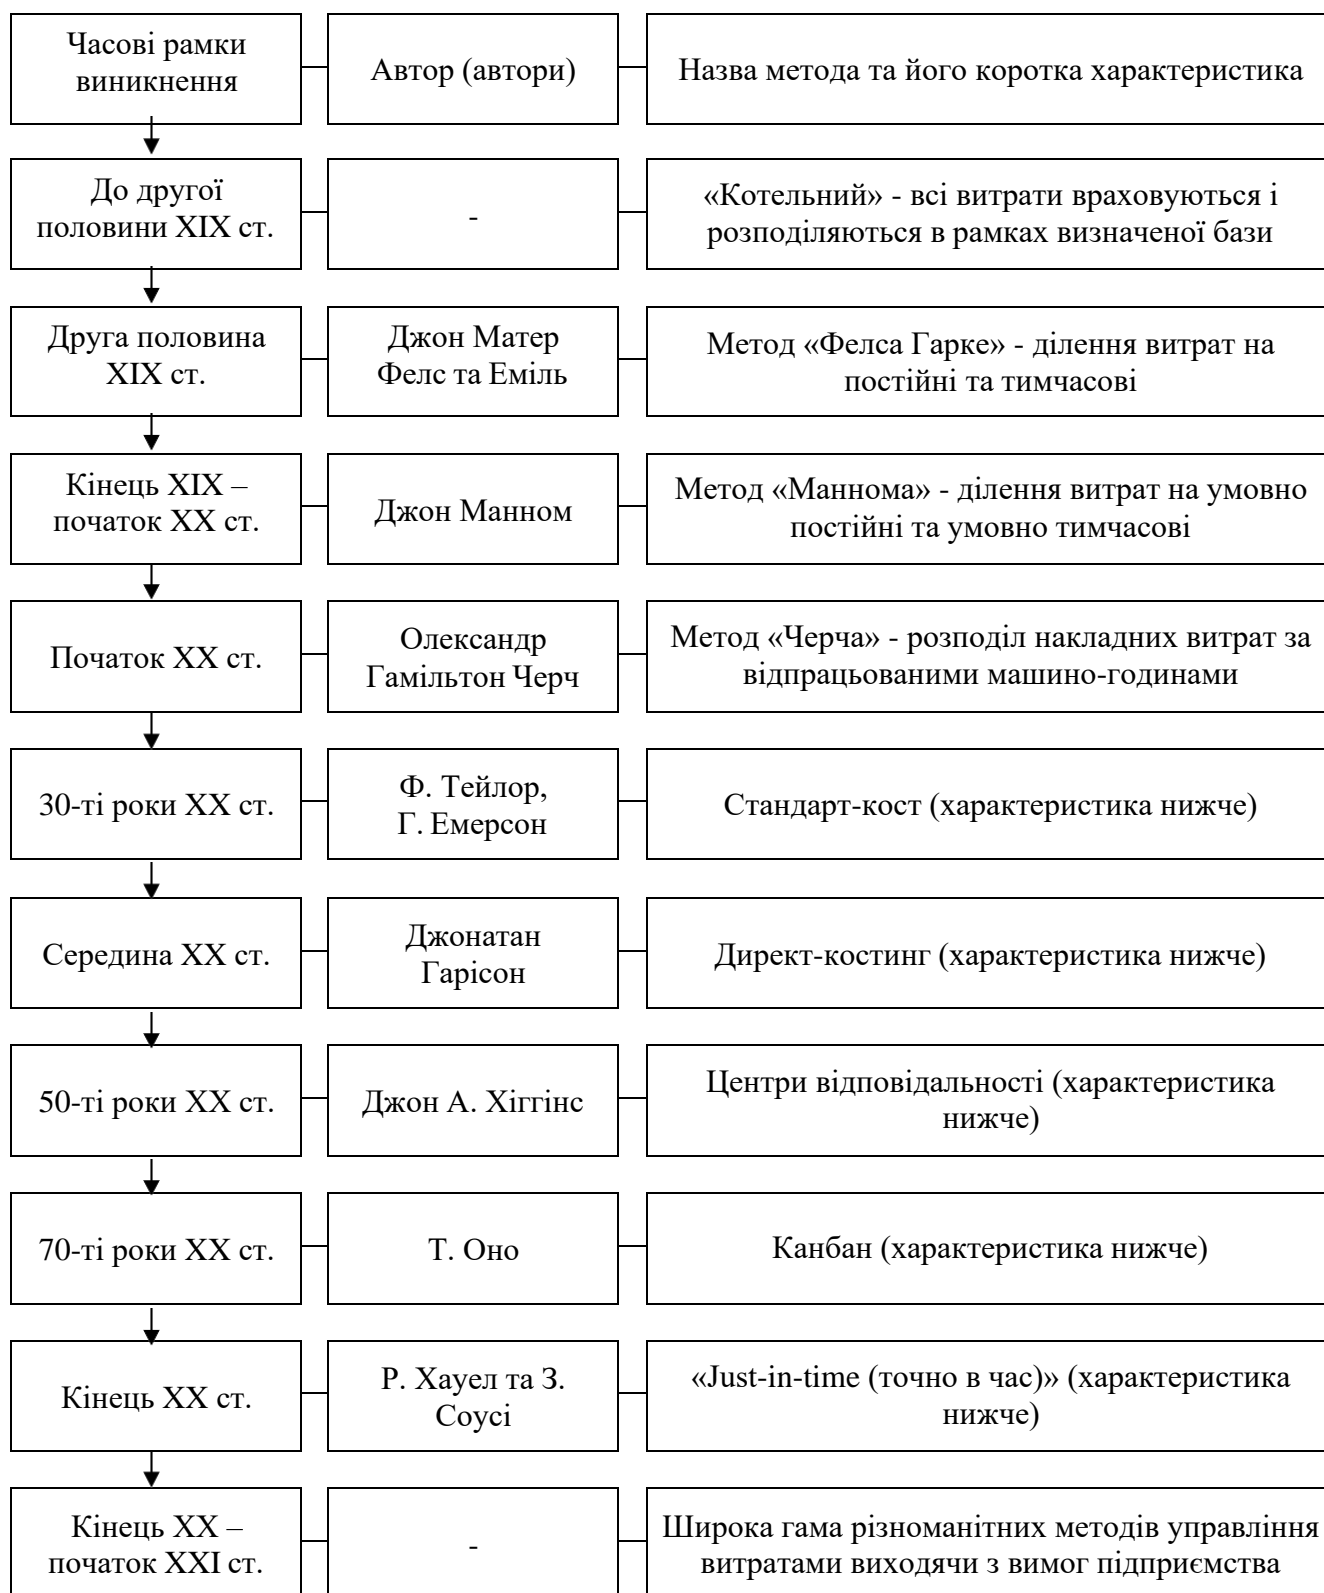 Часові рамки
виникнення
Автор (автори)
Назва метода та його коротка характеристика
До другої
половини XIX ст.
-
«Котельний» - всі витрати враховуються і
розподіляються в рамках визначеної бази
Друга половина
XIX ст.
Джон Матер
Фелс та Еміль
Метод «Фелса Гарке» - ділення витрат на
постійні та тимчасові
Кінець XIX –
початок XX ст.
Джон Манном
Метод «Маннома» - ділення витрат на умовно
постійні та умовно тимчасові
Початок XX ст.
Олександр
Гамільтон Черч
Метод «Черча» - розподіл накладних витрат за
відпрацьованими машино-годинами
30-ті роки XX ст.
Ф. Тейлор,
Г. Емерсон
Стандарт-кост (характеристика нижче)
Середина XX ст.
Джонатан
Гарісон
Директ-костинг (характеристика нижче)
50-ті роки XX ст.
Джон А. Хіггінс
Центри відповідальності (характеристика
нижче)
70-ті роки XX ст.
Т. Оно
Канбан (характеристика нижче)
Кінець XX ст.
Р. Хауел та З.
Соусі
«Just-in-time (точно в час)» (характеристика
нижче)
Кінець XX –
початок XXI ст.
-
Широка гама різноманітних методів управління
витратами виходячи з вимог підприємства